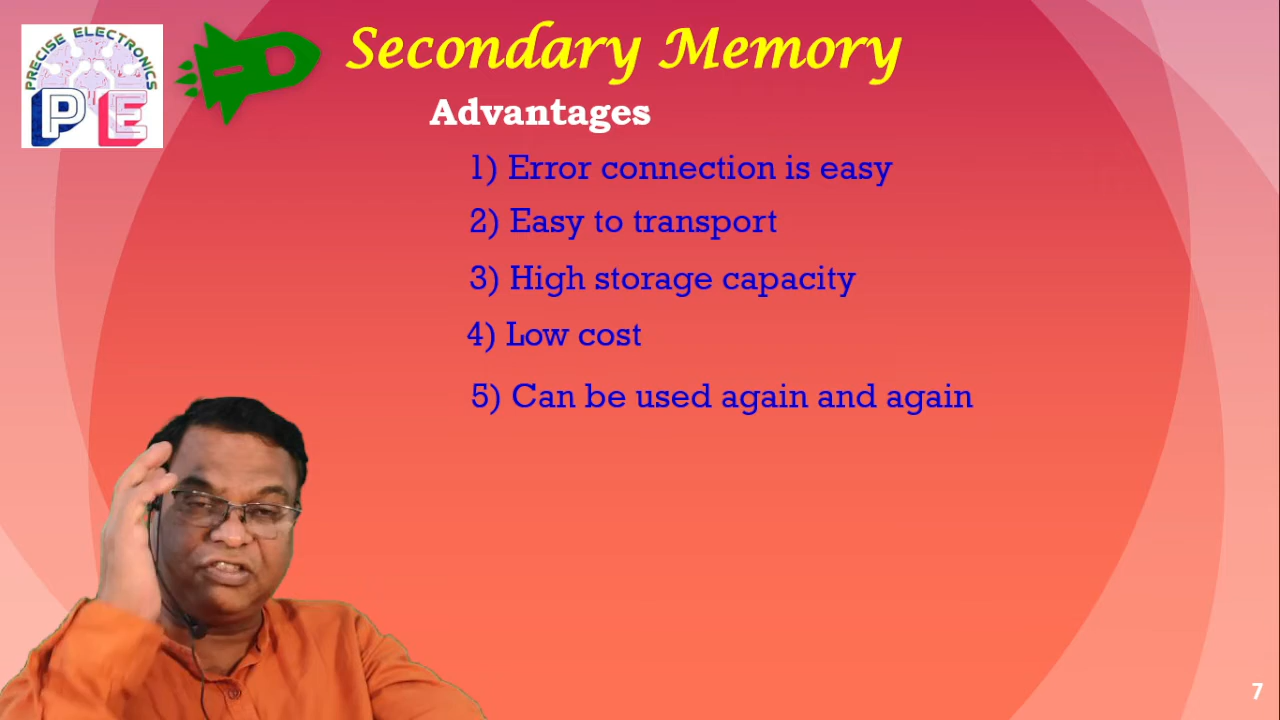 PRECISE ELECTRONICS
PE
Secondary Memory
Advantages
1) Error connection is easy
2) Easy to transport
3) High storage capacity
4) Low cost
5) Can be used again and again
7